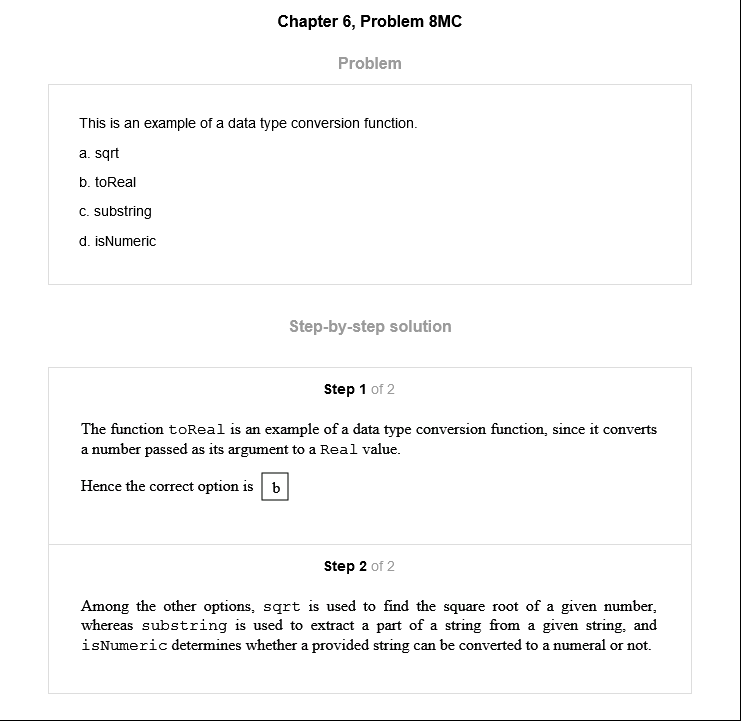 Chapter 6, Problem 8MC
Problem
This is an example of a data type conversion function.
a. sqrt
b. toReal
c. substring
d. isNumeric
Step-by-step solution
Step 1 of 2
The function toReal is an example of a data type conversion function, since it converts
a number passed as its argument to a Real value.
Hence the correct option is b
Step 2 of 2
Among the other options, sqrt is used to find the square root of a given number,
whereas substring is used to extract a part of a string from a given string, and
isNumeric determines whether a provided string can be converted to a numeral or not.